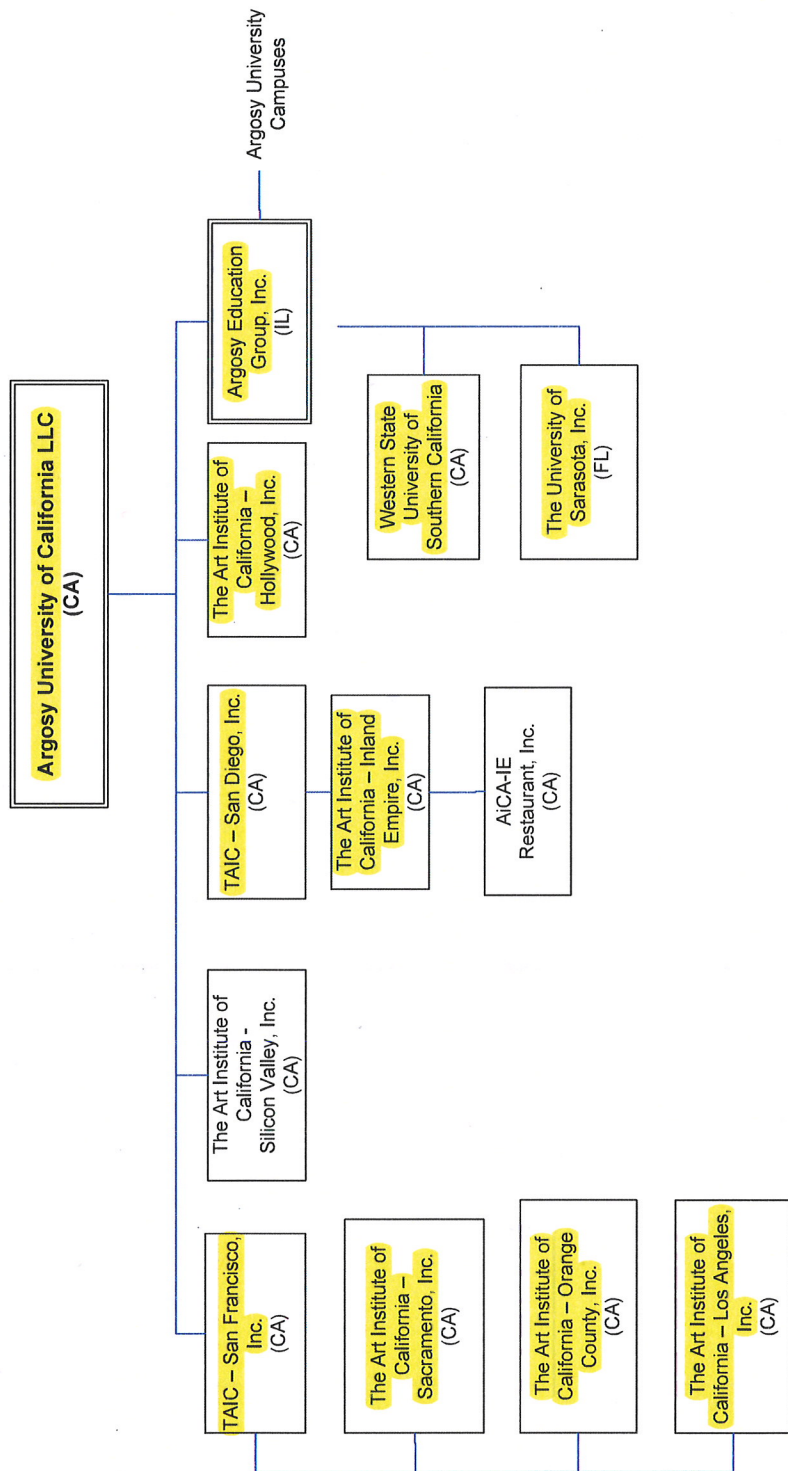 Argosy University of California LLC
(CA)
TAIC – San Francisco,
Inc.
(CA)
The Art Institute of
California -
Silicon Valley, Inc.
(CA)
TAIC – San Diego, Inc.
(CA)
The Art Institute of
California –
Hollywood, Inc.
(CA)
Argosy Education
Group, Inc.
(IL)
Argosy University
Campuses
The Art Institute of
California –
Sacramento, Inc.
(CA)
The Art Institute of
California – Inland
Empire, Inc.
(CA)
Western State
University of
Southern California
(CA)
The Art Institute of
California – Orange
County, Inc.
(CA)
AiCA-IE
Restaurant, Inc.
(CA)
The University of
Sarasota, Inc.
(FL)
The Art Institute of
California – Los Angeles,
Inc.
(CA)